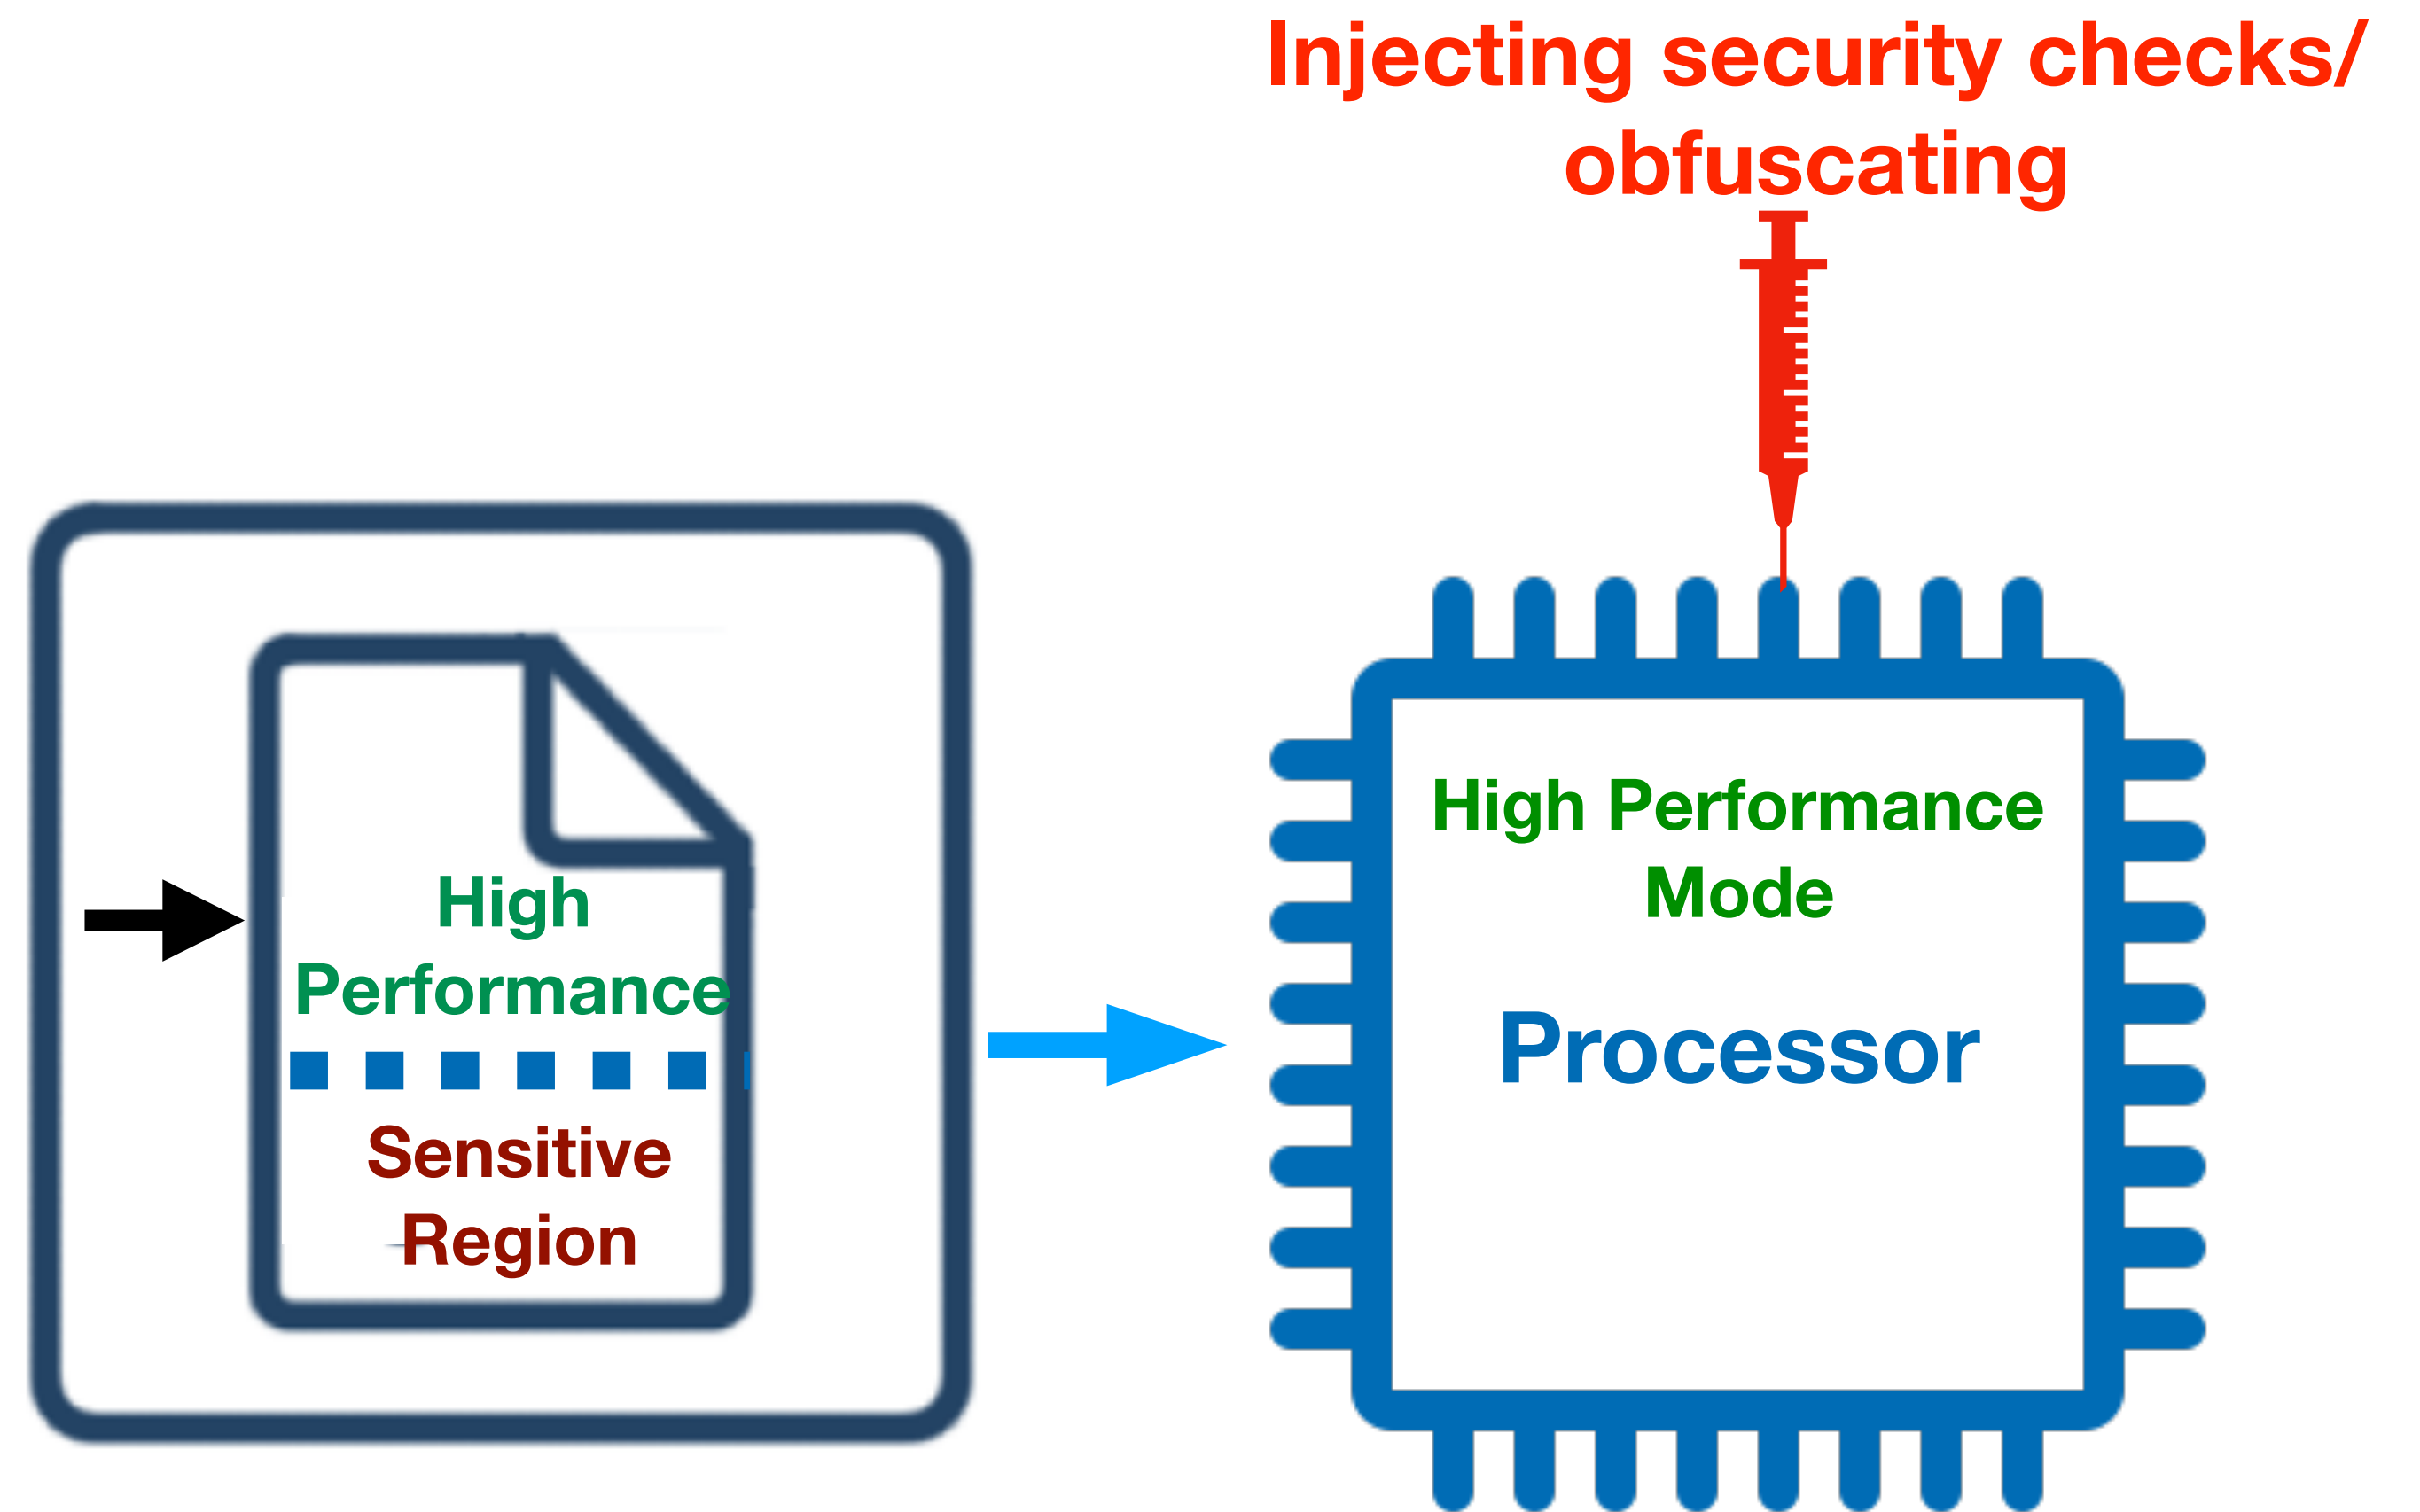 Injecting security checks/
obfuscating
High
Performance
Sensitive
Region
High Performance
Mode
Processor